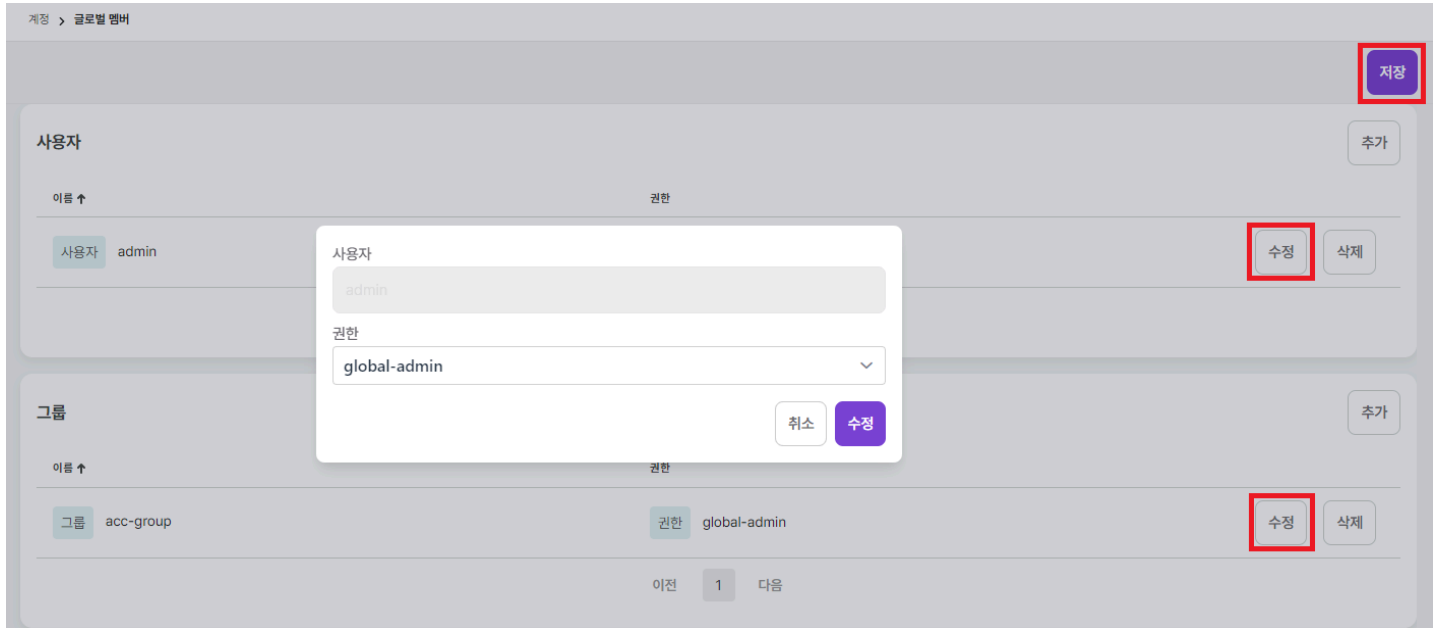 계정 > 글로벌 멤버
저장
사용자 추가
이름 ↑ 권한
사용자 admin 수정 삭제
사용자
admin
권한
global-admin
취소 수정
그룹 추가
이름 ↑ 권한
그룹 acc-group 권한 global-admin 수정 삭제
이전 1 다음